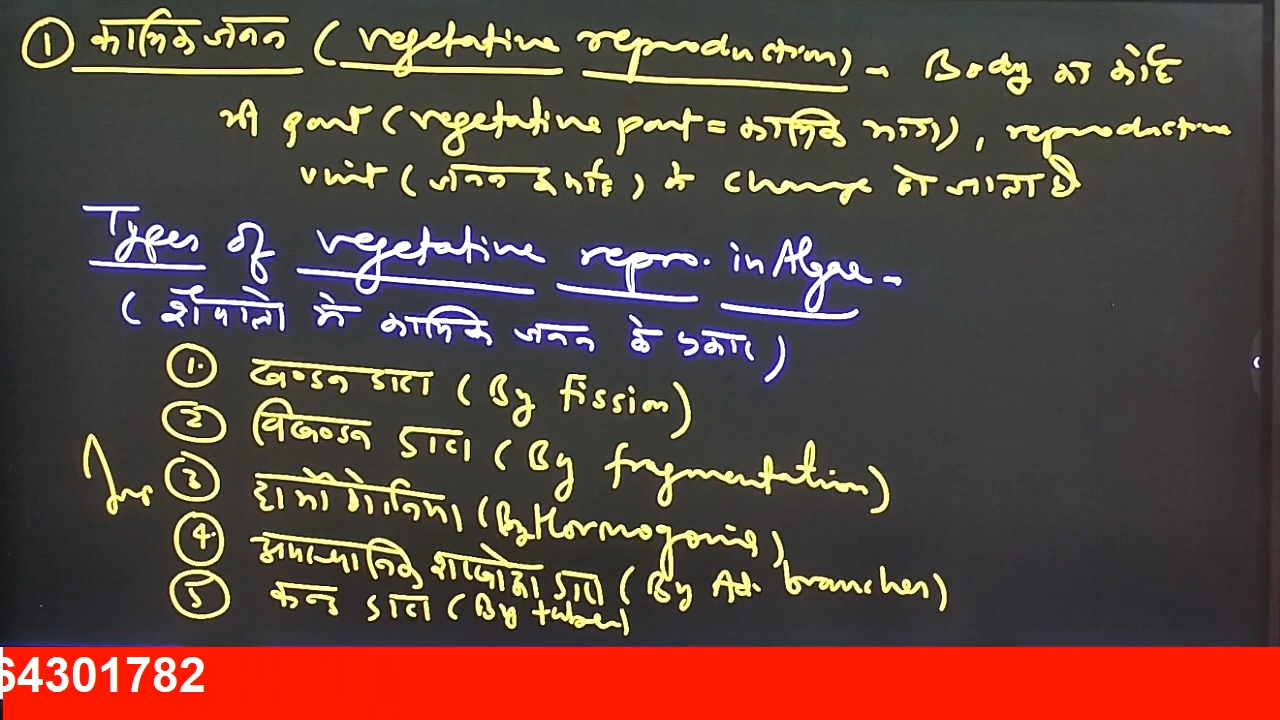 ① कायिक जनन (vegetative reproduction) - Body का कोई
भी part (vegetative part = कायिक भाग), reproductive
unit (जनन इकाई) में change हो जाता है
Types of vegetative repro. in Algae -
(शैवालों में कायिक जनन के प्रकार)
① खण्डन द्वारा (By fission)
② विखण्डन द्वारा (By fragmentation)
③ हार्मोगोनिया (By Hormogonia)
④ अपस्थानिक शाखाओं द्वारा (By Ad. branches)
⑤ कन्द द्वारा (By tuber)
64301782